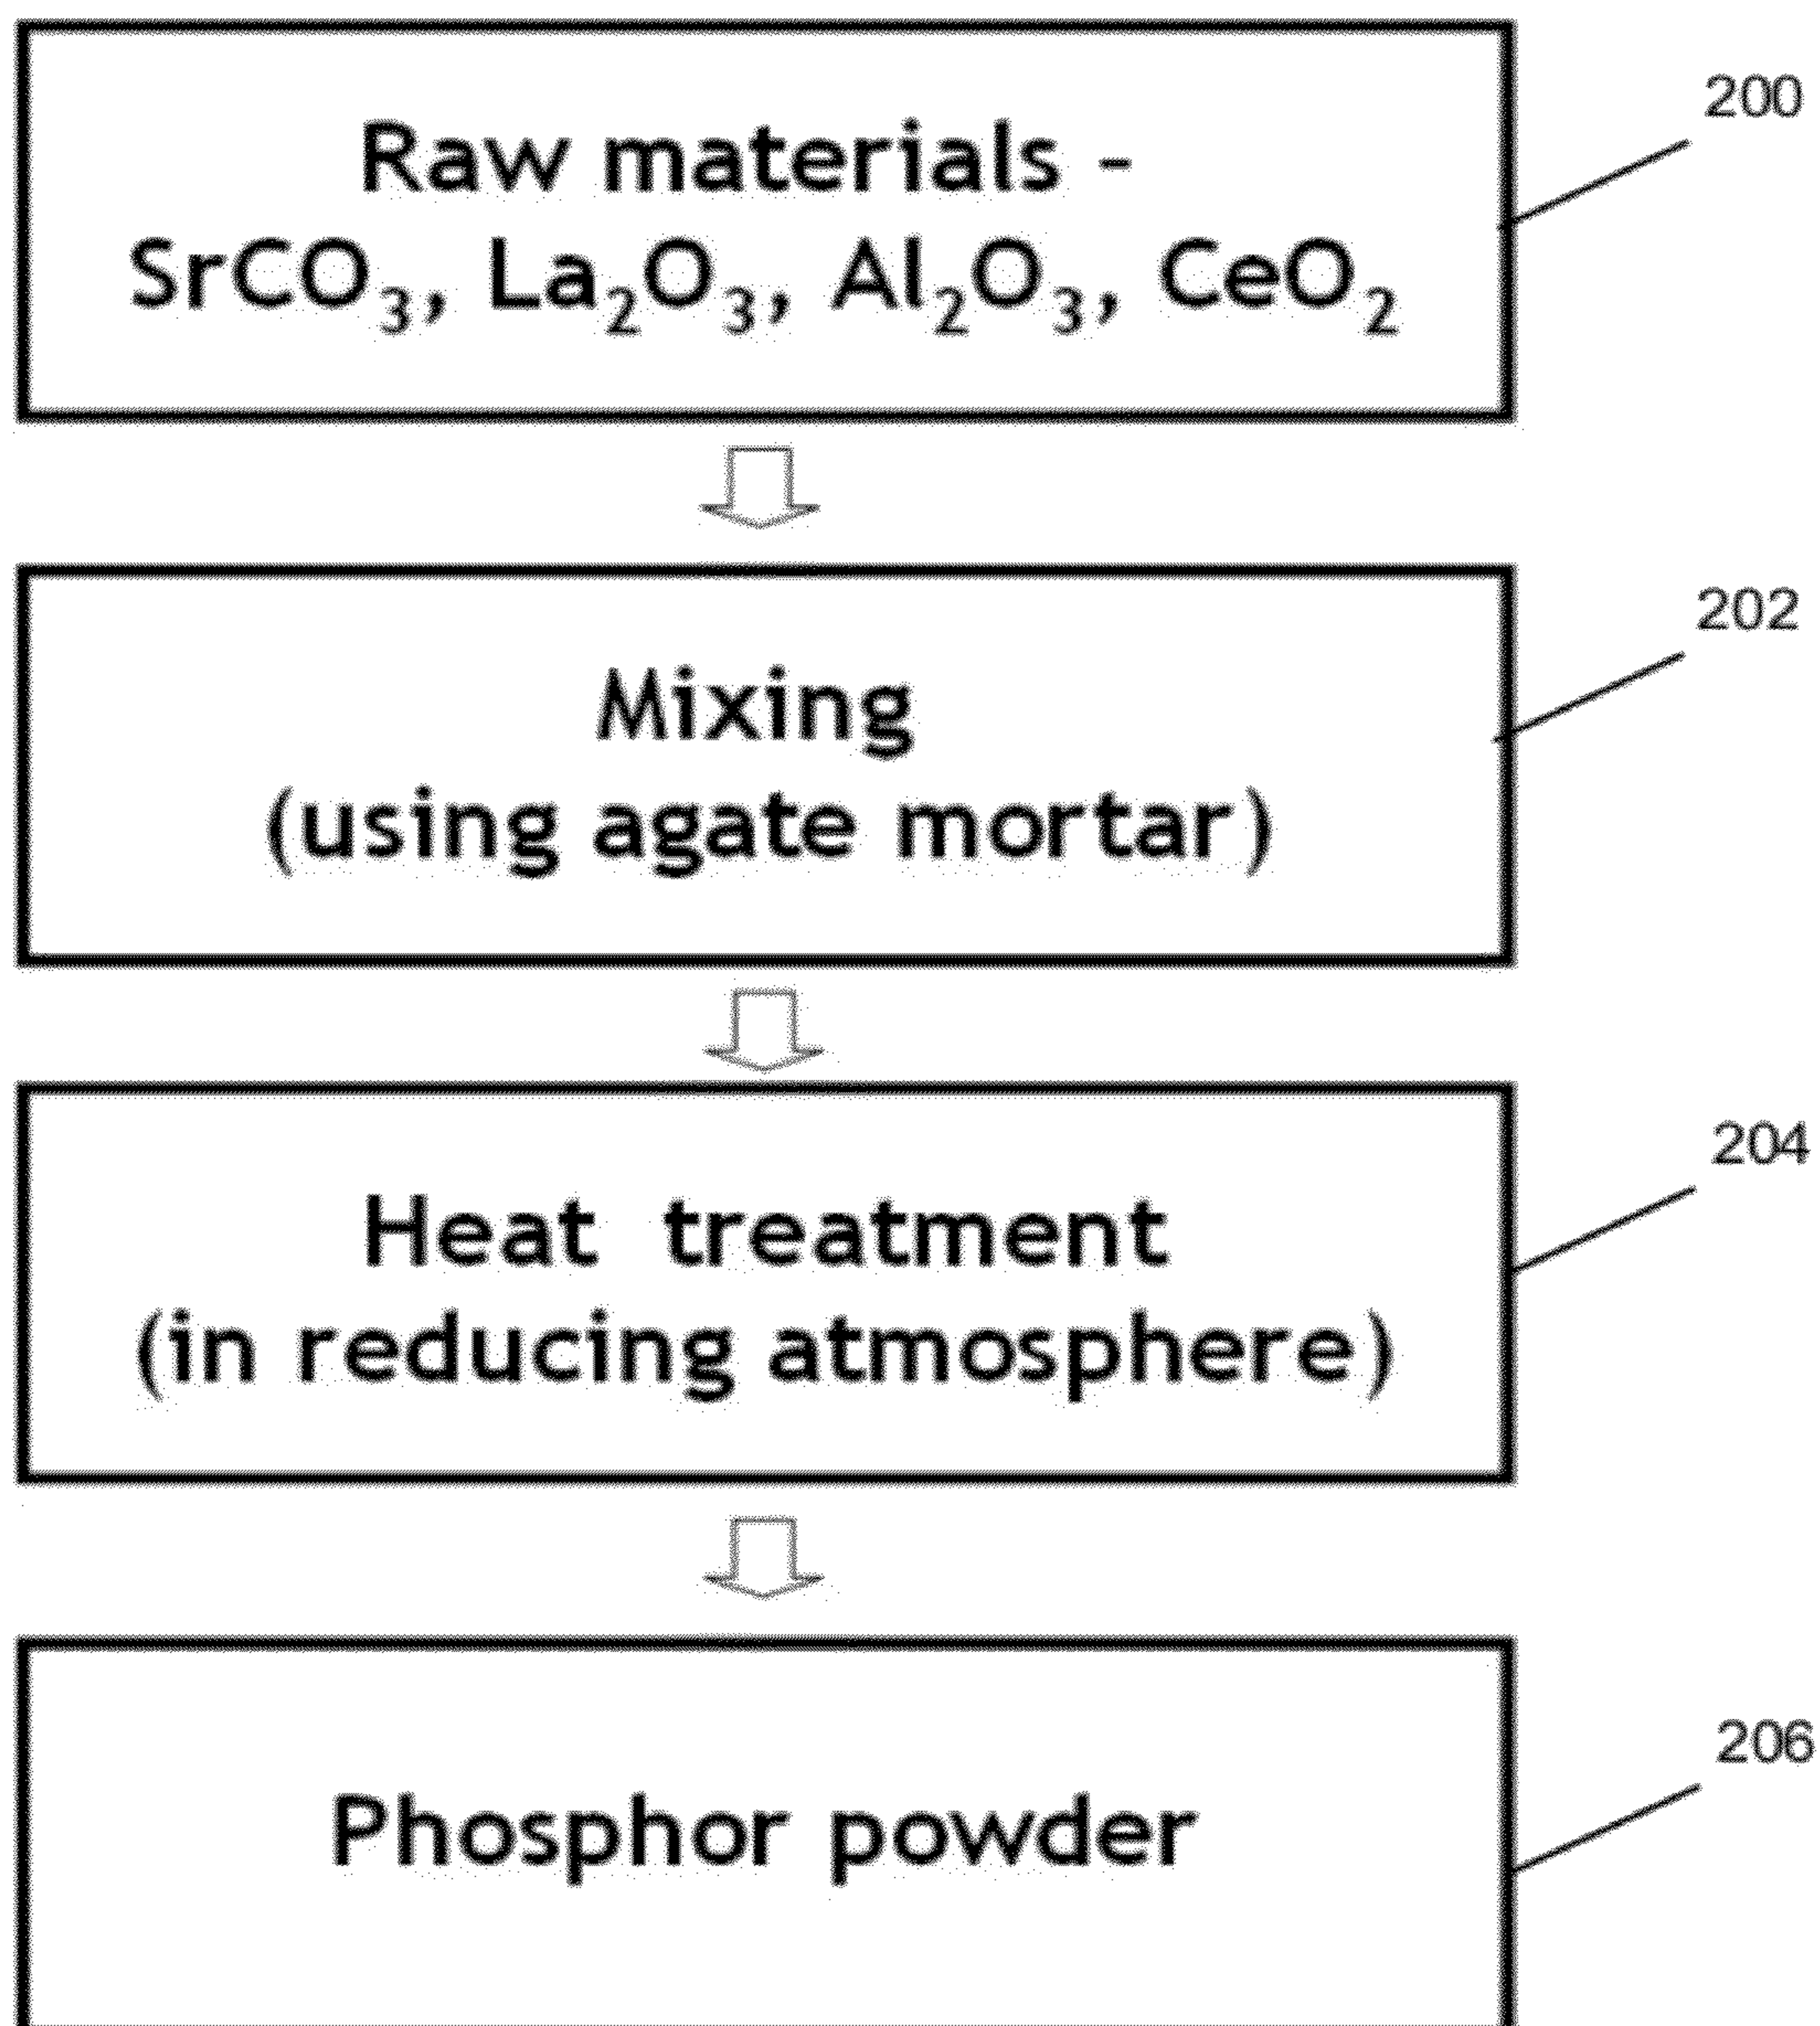 Raw materials -
200
SrCO₃, La₂O₃, Al₂O₃, CeO₂
202
Mixing
(using agate mortar)
204
Heat treatment
(in reducing atmosphere)
206
Phosphor powder